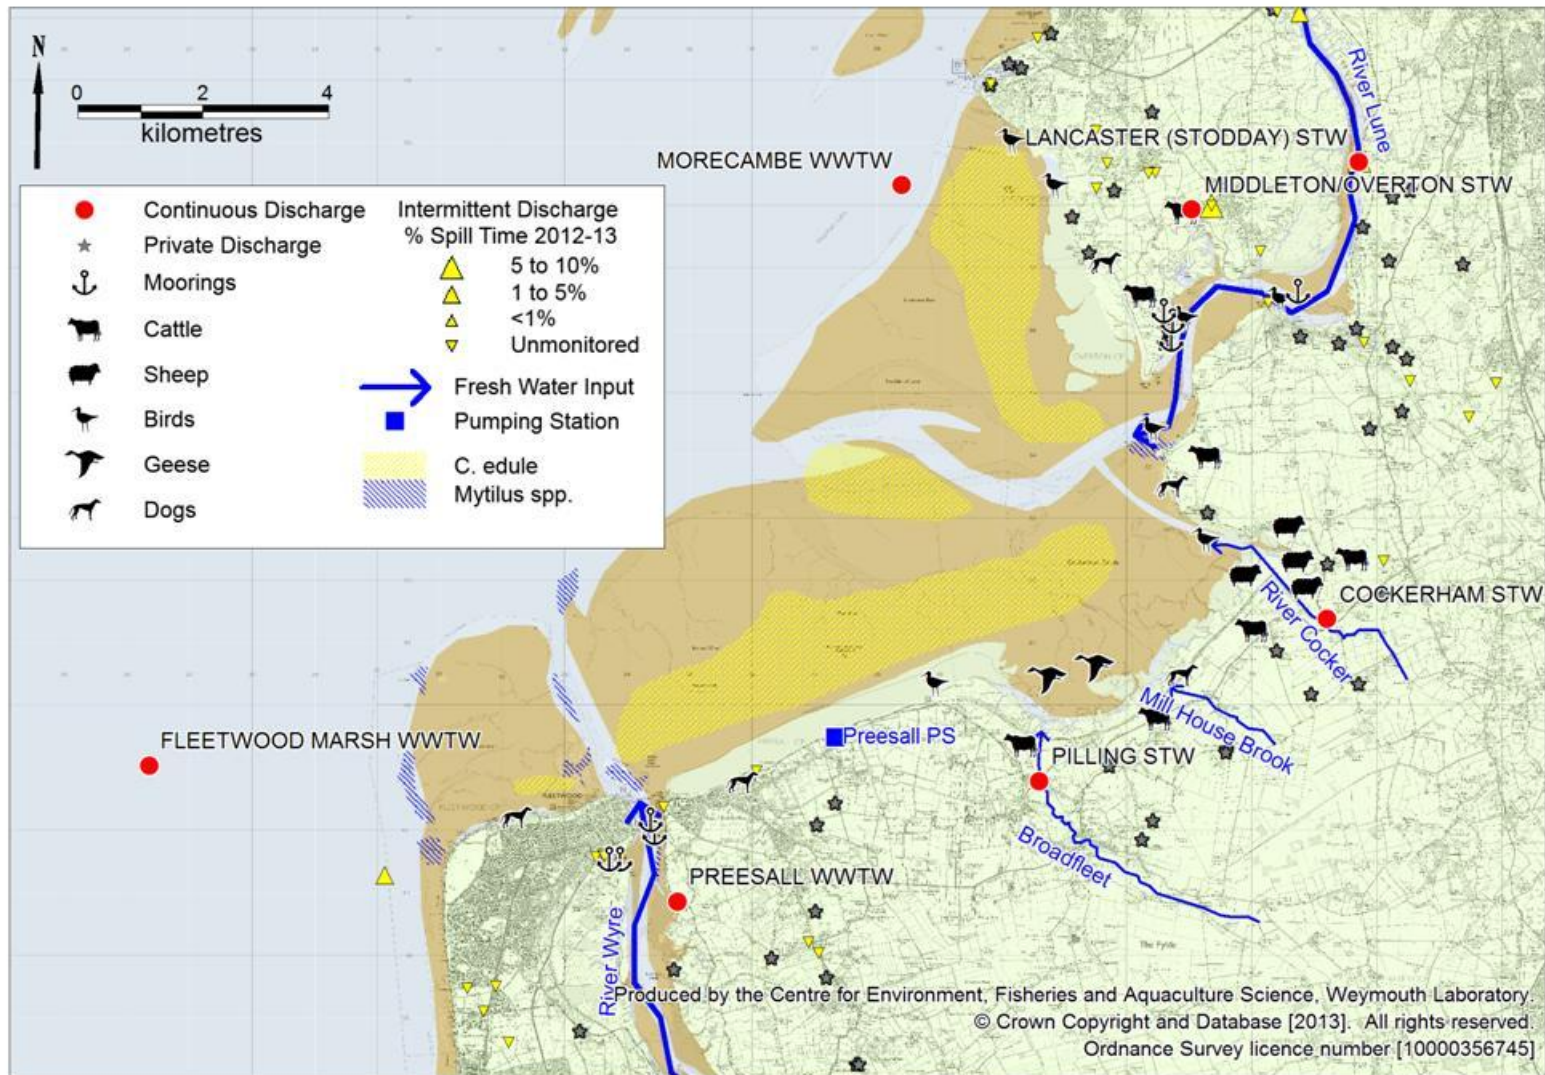 N
0 2 4
kilometres
Continuous Discharge
Private Discharge
Moorings
Cattle
Sheep
Birds
Geese
Dogs
Intermittent Discharge
% Spill Time 2012-13
5 to 10%
1 to 5%
<1%
Unmonitored
Fresh Water Input
Pumping Station
C. edule
Mytilus spp.
River Lune
LANCASTER (STODDAY) STW
MORECAMBE WWTW
MIDDLETON/OVERTON STW
COCKERHAM STW
River Cocker
Mill House Brook
FLEETWOOD MARSH WWTW
Preesall PS
PILLING STW
Broadfleet
PREESALL WWTW
River Wyre
FLEETWOOD
The Fylde
Produced by the Centre for Environment, Fisheries and Aquaculture Science, Weymouth Laboratory.
© Crown Copyright and Database [2013]. All rights reserved.
Ordnance Survey licence number [10000356745]